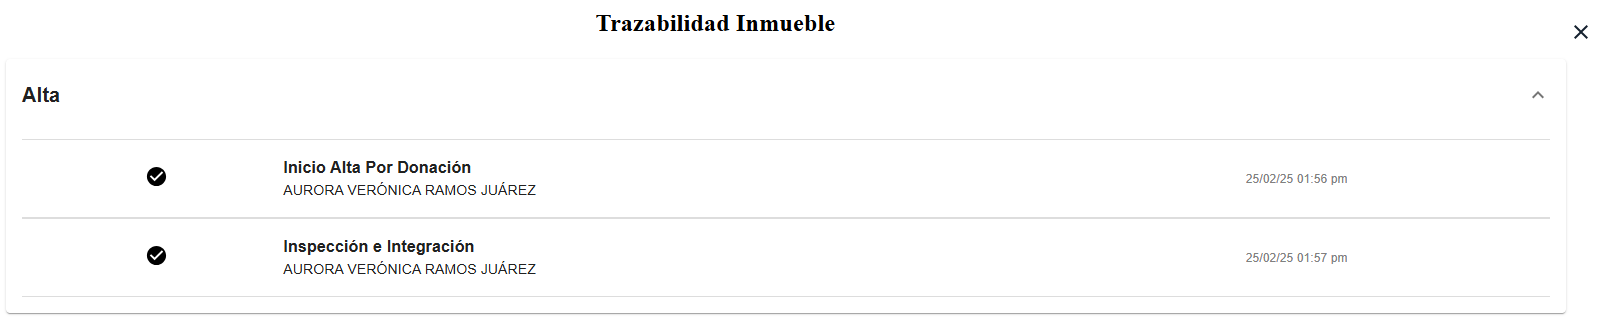 Trazabilidad Inmueble
Alta
Inicio Alta Por Donación
AURORA VERÓNICA RAMOS JUÁREZ
25/02/25 01:56 pm
Inspección e Integración
AURORA VERÓNICA RAMOS JUÁREZ
25/02/25 01:57 pm